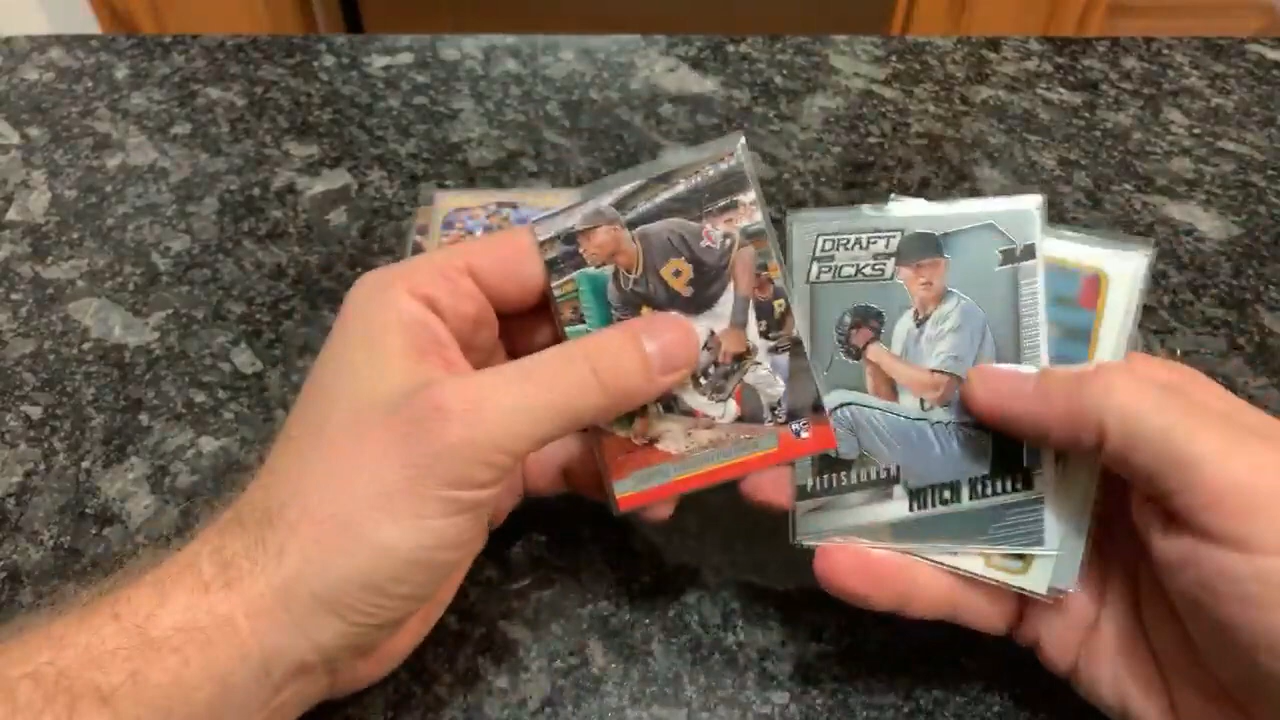 P
RC
DRAFT
PICKS
PITTSBURGH
MITCH KELLER